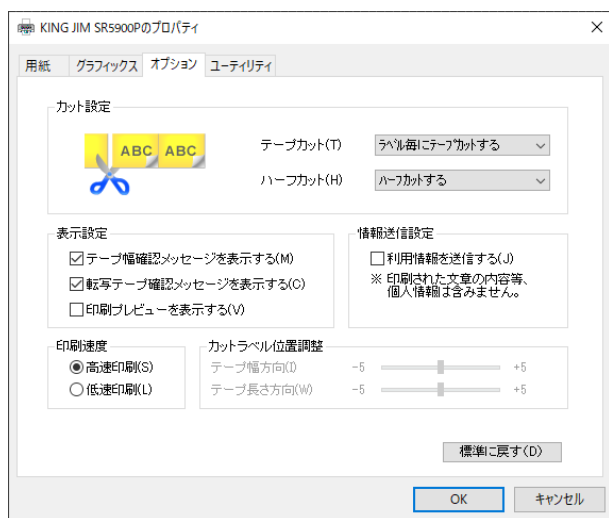 KING JIM SR5900Pのプロパティ
用紙 グラフィックス オプション ユーティリティ
カット設定
ABC ABC
テープカット(T) ラベル毎にテープカットする
ハーフカット(H) ハーフカットする
表示設定
テープ幅確認メッセージを表示する(M)
転写テープ確認メッセージを表示する(C)
印刷プレビューを表示する(V)
情報送信設定
利用情報を送信する(J)
※ 印刷された文章の内容等、
個人情報は含みません。
印刷速度
高速印刷(S)
低速印刷(L)
カットラベル位置調整
テープ幅方向(I) -5 +5
テープ長さ方向(W) -5 +5
標準に戻す(D)
OK キャンセル